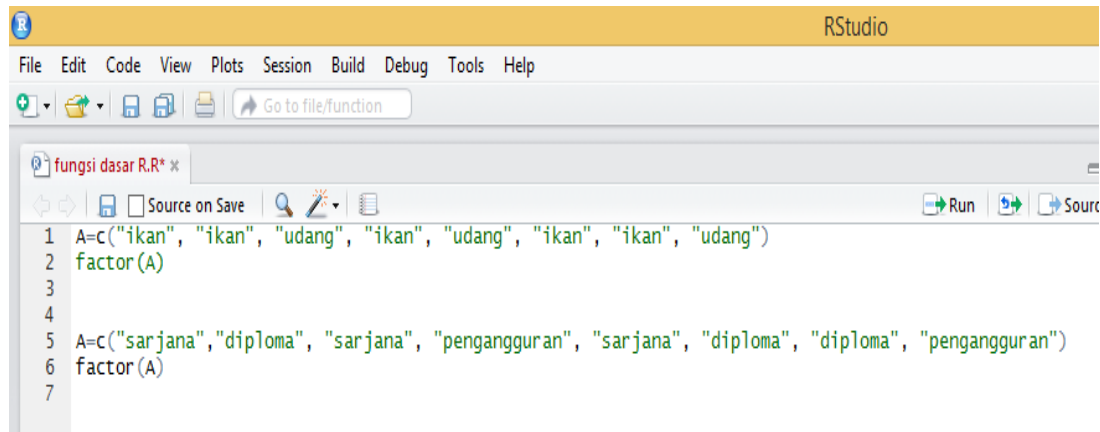 R
RStudio
File Edit Code View Plots Session Build Debug Tools Help
Go to file/function
fungsi dasar R.R*
Source on Save Run Sourc
1 A=c("ikan", "ikan", "udang", "ikan", "udang", "ikan", "ikan", "udang")
2 factor(A)
3
4
5 A=c("sarjana","diploma", "sarjana", "pengangguran", "sarjana", "diploma", "diploma", "pengangguran")
6 factor(A)
7